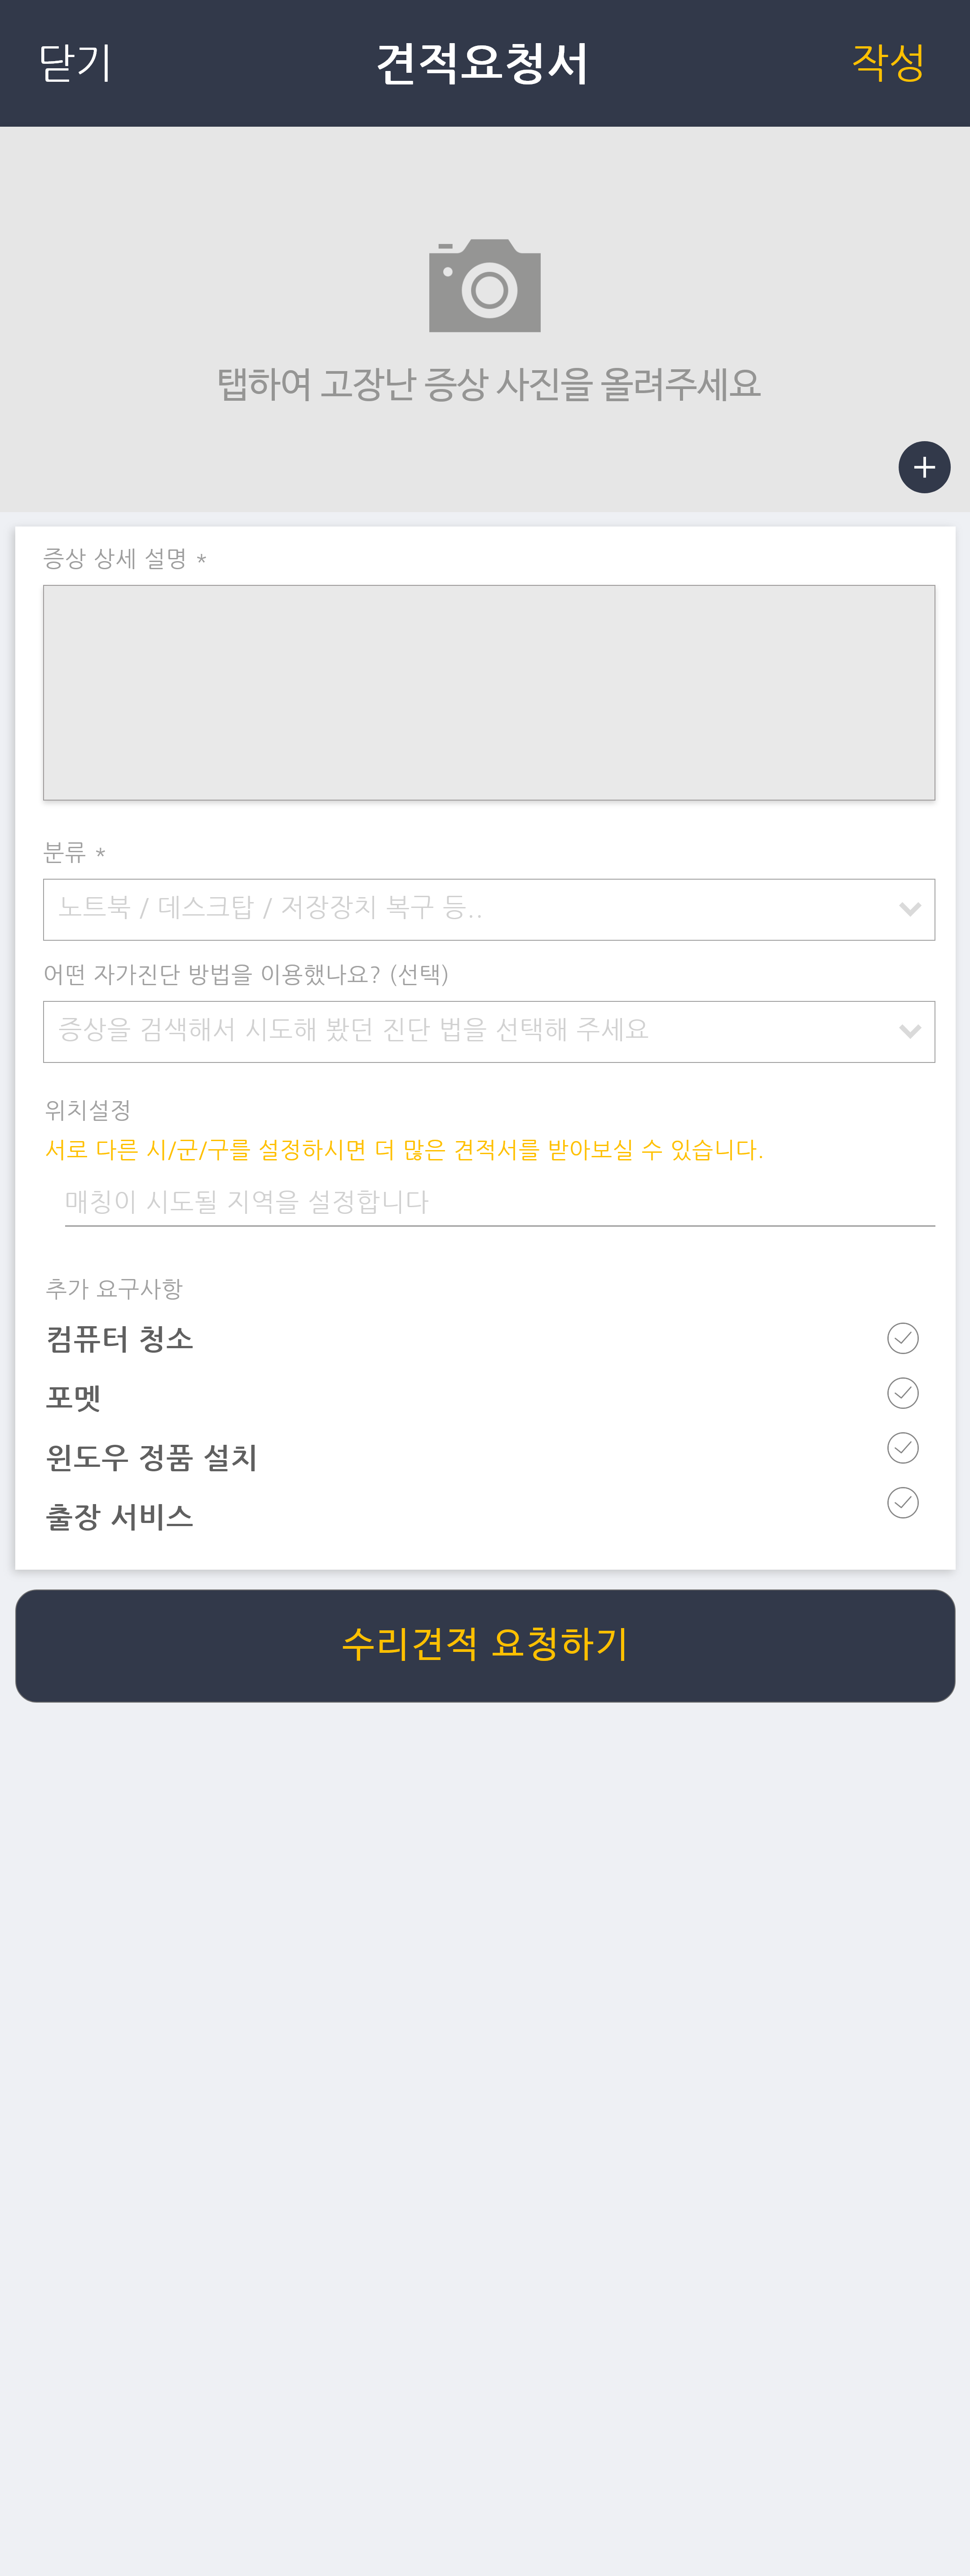 닫기 견적요청서 작성
탭하여 고장난 증상 사진을 올려주세요
증상 상세 설명 *
분류 *
노트북 / 데스크탑 / 저장장치 복구 등..
어떤 자가진단 방법을 이용했나요? (선택)
증상을 검색해서 시도해 봤던 진단 법을 선택해 주세요
위치설정
서로 다른 시/군/구를 설정하시면 더 많은 견적서를 받아보실 수 있습니다.
매칭이 시도될 지역을 설정합니다
추가 요구사항
컴퓨터 청소
포멧
윈도우 정품 설치
출장 서비스
수리견적 요청하기